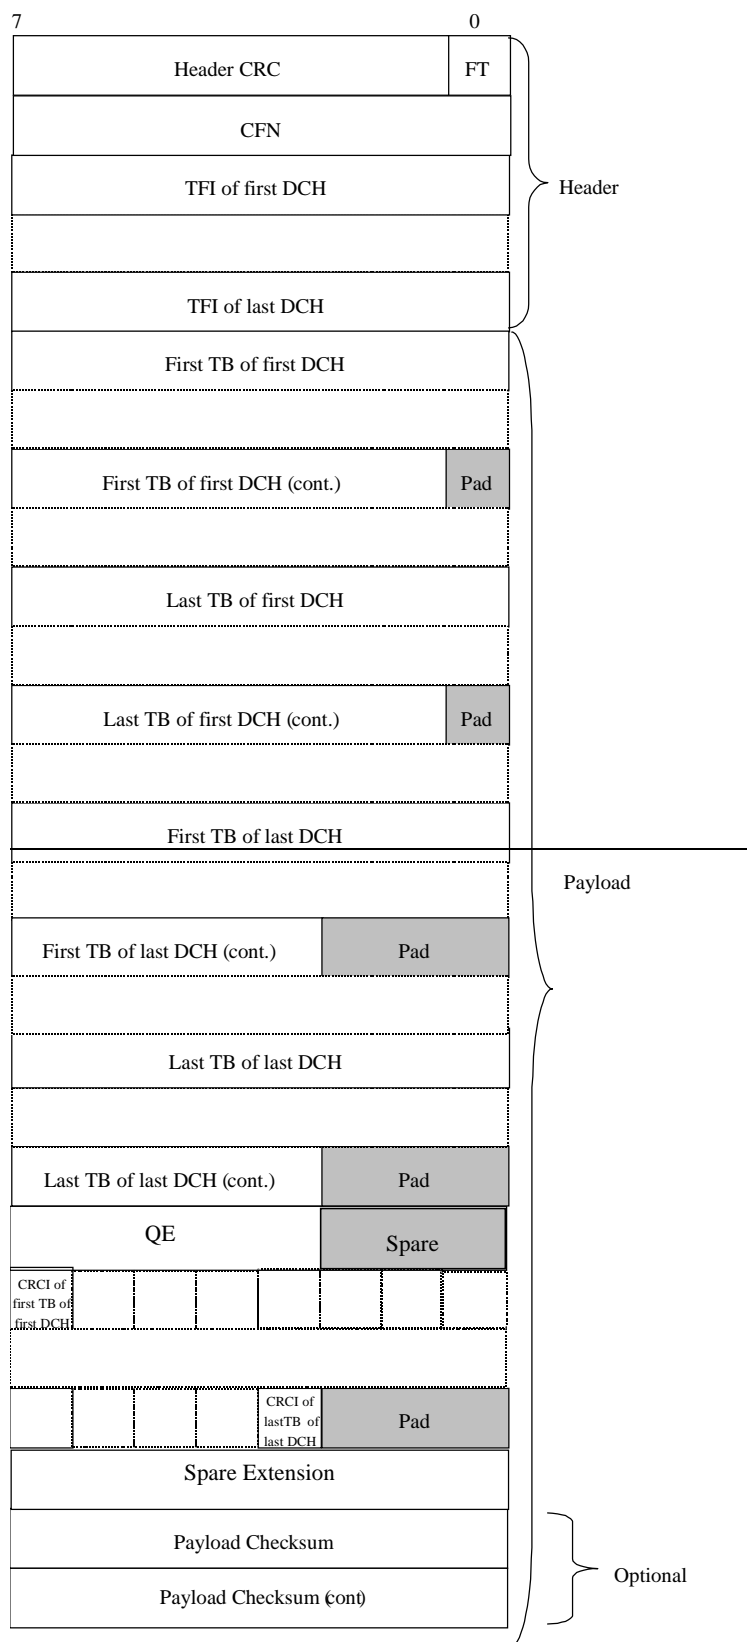 7 0
Header CRC FT
CFN
TFI of first DCH
Header
TFI of last DCH
First TB of first DCH
First TB of first DCH (cont.) Pad
Last TB of first DCH
Last TB of first DCH (cont.) Pad
First TB of last DCH
Payload
First TB of last DCH (cont.) Pad
Last TB of last DCH
Last TB of last DCH (cont.) Pad
QE Spare
CRCI of
first TB of
first DCH
CRCI of
lastTB of
last DCH
Pad
Spare Extension
Payload Checksum
Optional
Payload Checksum (cont)